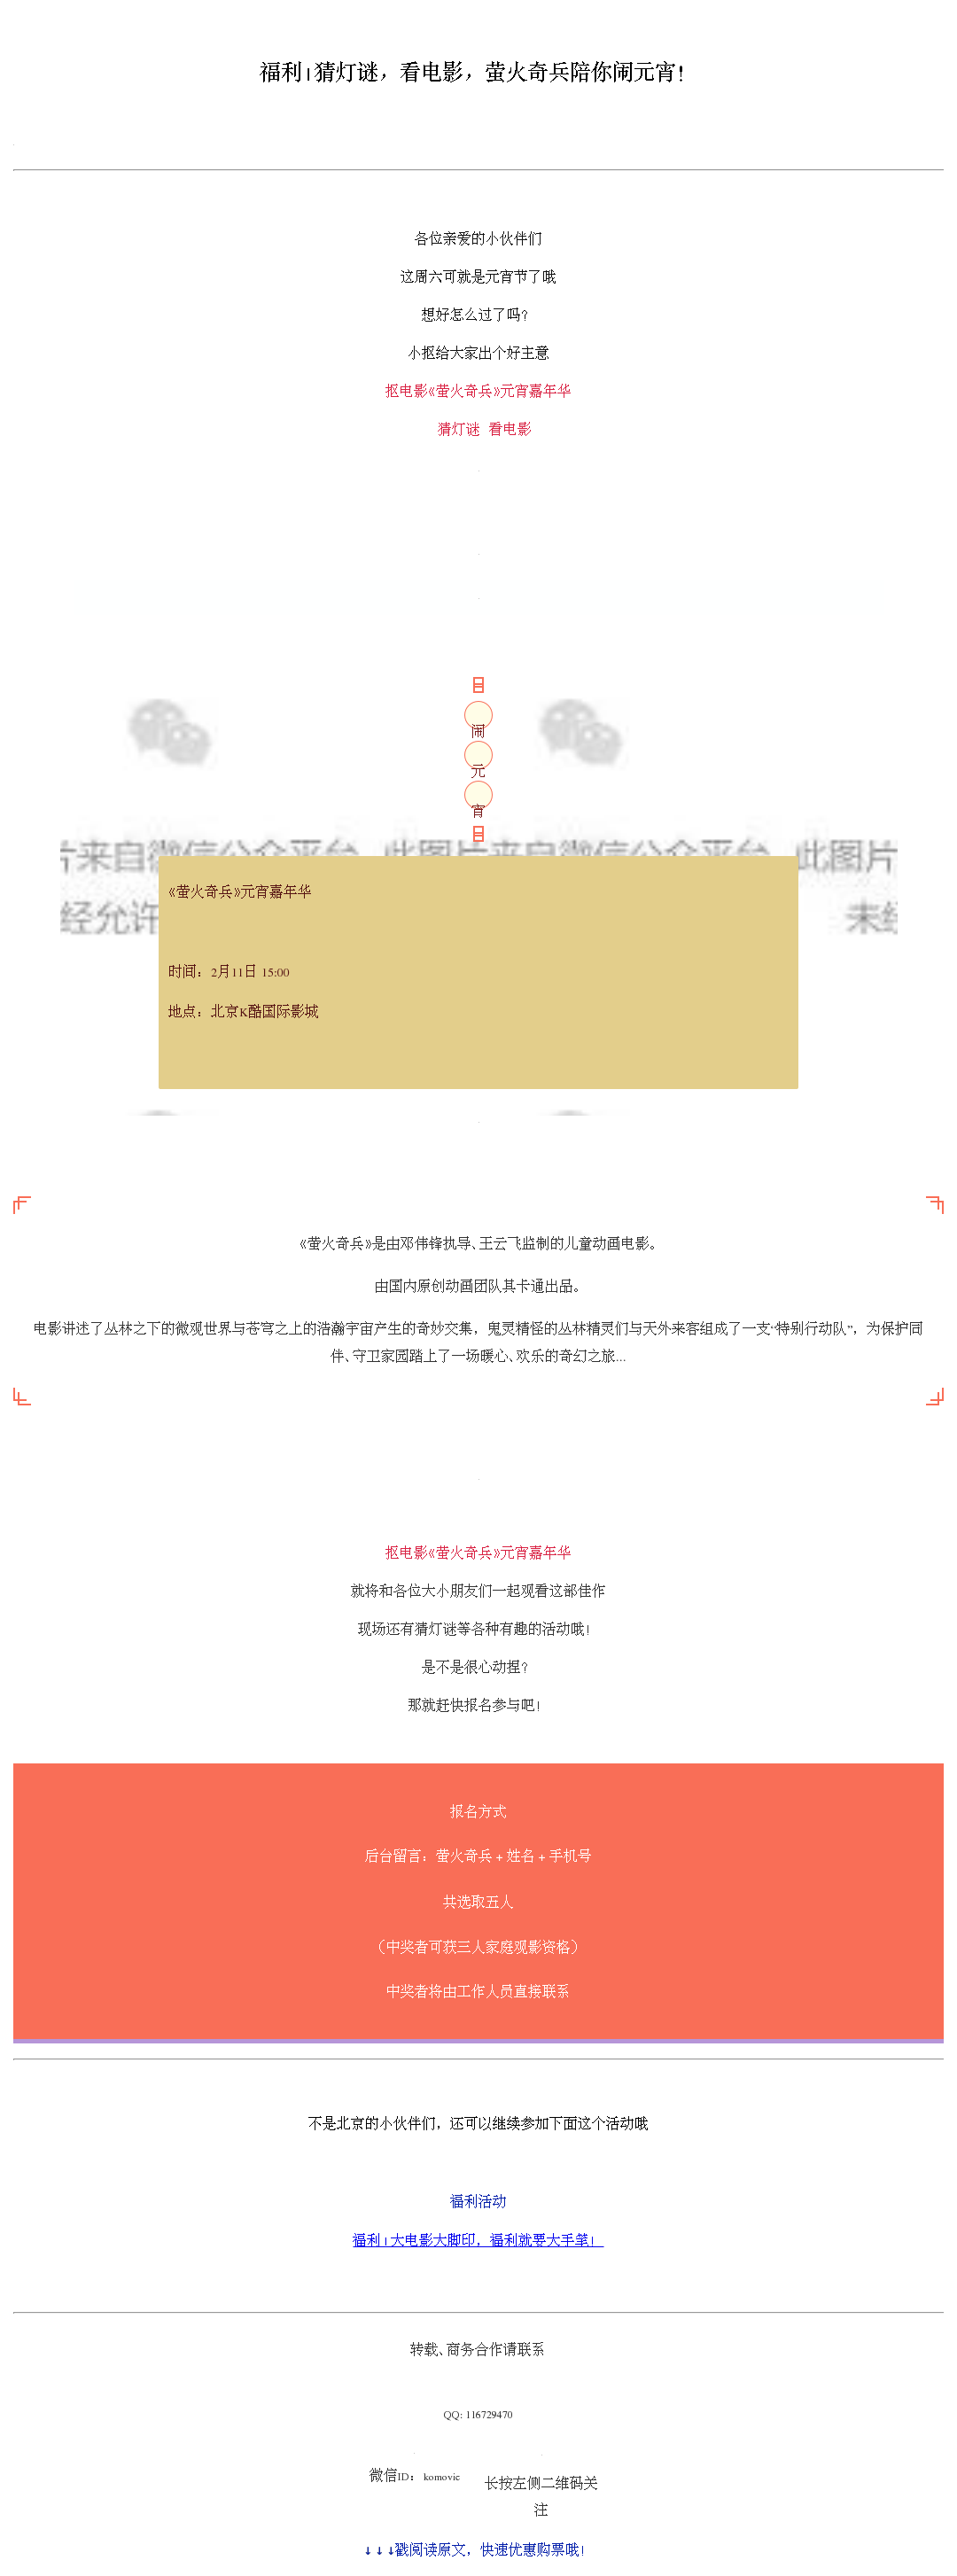 福利|猜灯谜，看电影，萤火奇兵陪你闹元宵!
各位亲爱的小伙伴们
这周六可就是元宵节了哦
想好怎么过了吗?
小抠给大家出个好主意
抠电影《萤火奇兵》元宵嘉年华
猜灯谜 看电影
闹
元
宵
片来自微信公众平台 此图片来自微信公众平台 此图片
经允许 未经
《萤火奇兵》元宵嘉年华
时间：2月11日 15:00
地点：北京K酷国际影城
《萤火奇兵》是由邓伟锋执导、王云飞监制的儿童动画电影。
由国内原创动画团队其卡通出品。
电影讲述了丛林之下的微观世界与苍穹之上的浩瀚宇宙产生的奇妙交集，鬼灵精怪的丛林精灵们与天外来客组成了一支“特别行动队”，为保护同
伴、守卫家园踏上了一场暖心、欢乐的奇幻之旅...
抠电影《萤火奇兵》元宵嘉年华
就将和各位大小朋友们一起观看这部佳作
现场还有猜灯谜等各种有趣的活动哦!
是不是很心动捏?
那就赶快报名参与吧!
报名方式
后台留言：萤火奇兵 + 姓名 + 手机号
共选取五人
（中奖者可获三人家庭观影资格）
中奖者将由工作人员直接联系
不是北京的小伙伴们，还可以继续参加下面这个活动哦
福利活动
福利 | 大电影大脚印，福利就要大手笔!
转载、商务合作请联系
QQ: 116729470
微信ID： komovie
长按左侧二维码关
注
↓ ↓ ↓戳阅读原文，快速优惠购票哦!